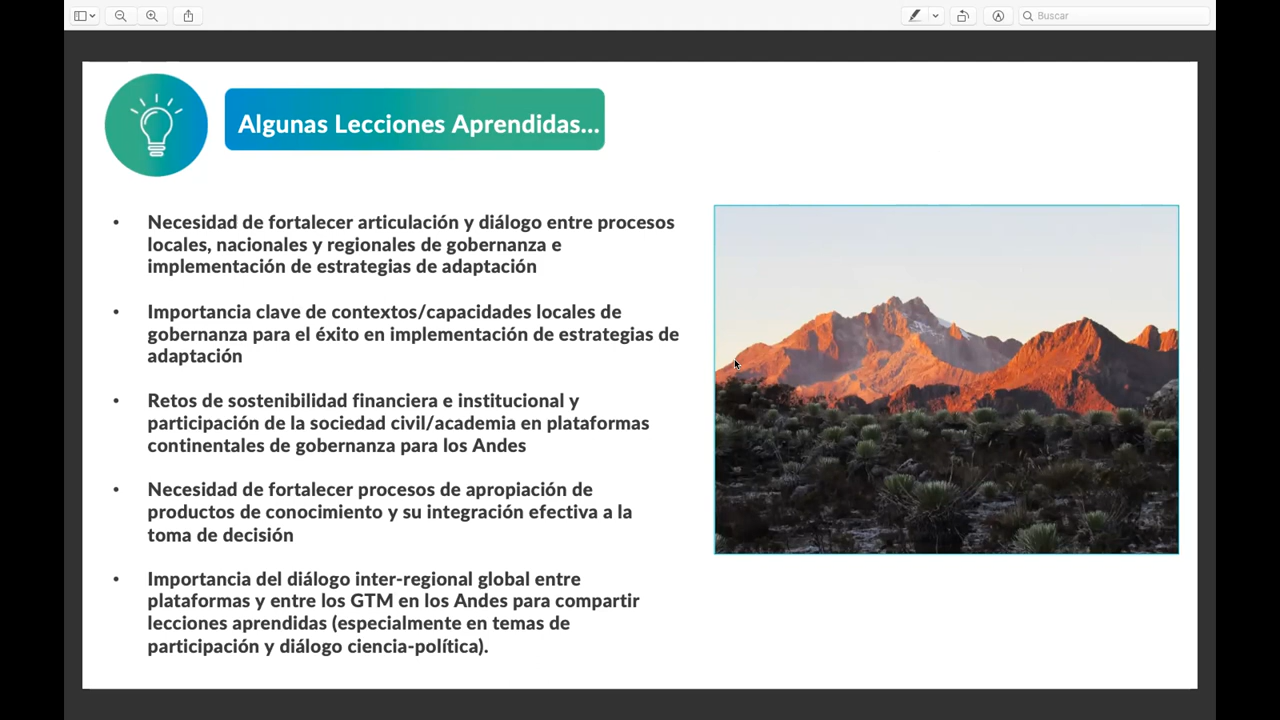 Buscar
Algunas Lecciones Aprendidas...
• Necesidad de fortalecer articulación y diálogo entre procesos
locales, nacionales y regionales de gobernanza e
implementación de estrategias de adaptación
• Importancia clave de contextos/capacidades locales de
gobernanza para el éxito en implementación de estrategias de
adaptación
• Retos de sostenibilidad financiera e institucional y
participación de la sociedad civil/academia en plataformas
continentales de gobernanza para los Andes
• Necesidad de fortalecer procesos de apropiación de
productos de conocimiento y su integración efectiva a la
toma de decisión
• Importancia del diálogo inter-regional global entre
plataformas y entre los GTM en los Andes para compartir
lecciones aprendidas (especialmente en temas de
participación y diálogo ciencia-política).